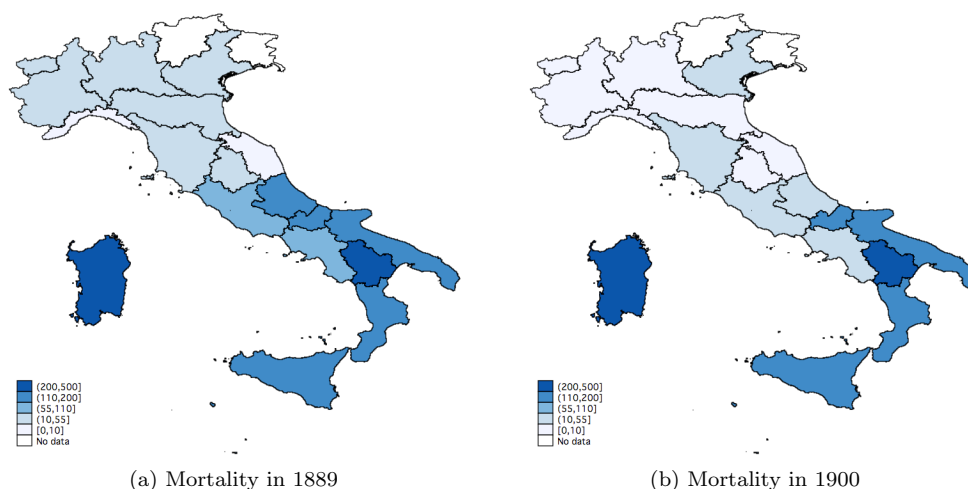 (200,500]
(110,200]
(55,110]
(10,55]
[0,10]
No data
(a) Mortality in 1889
(200,500]
(110,200]
(55,110]
(10,55]
[0,10]
No data
(b) Mortality in 1900